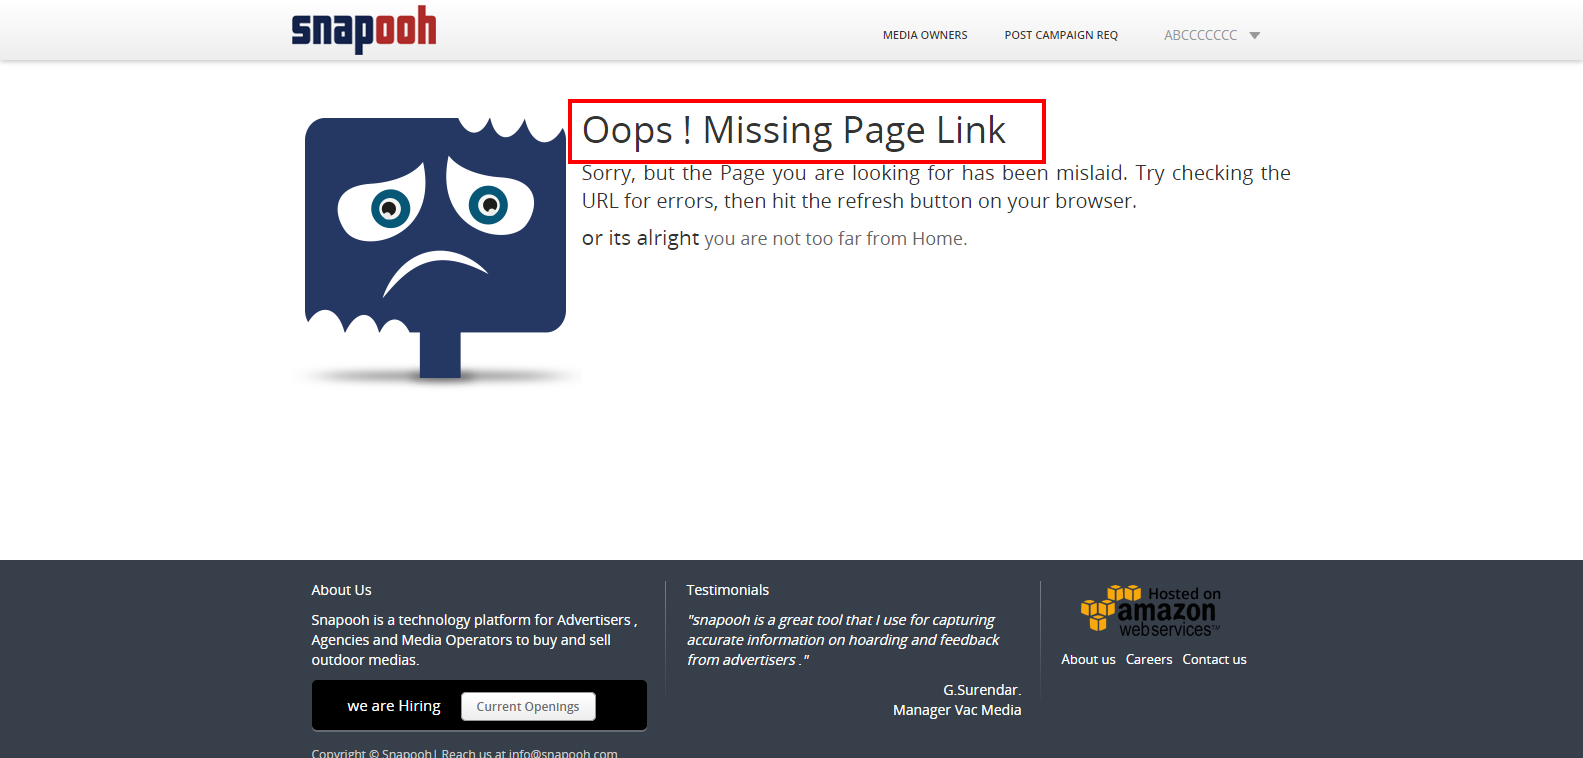 snapooh
MEDIA OWNERS
POST CAMPAIGN REQ
ABCCCCCCC
Oops ! Missing Page Link
Sorry, but the Page you are looking for has been mislaid. Try checking the
URL for errors, then hit the refresh button on your browser.
or its alright you are not too far from Home.
About Us
Snapooh is a technology platform for Advertisers ,
Agencies and Media Operators to buy and sell
outdoor medias.
we are Hiring
Current Openings
Copyright © Snapooh| Reach us at info@snapooh.com
Testimonials
"snapooh is a great tool that I use for capturing
accurate information on hoarding and feedback
from advertisers ."
G.Surendar.
Manager Vac Media
Hosted on
amazon
webservices™
About us Careers Contact us